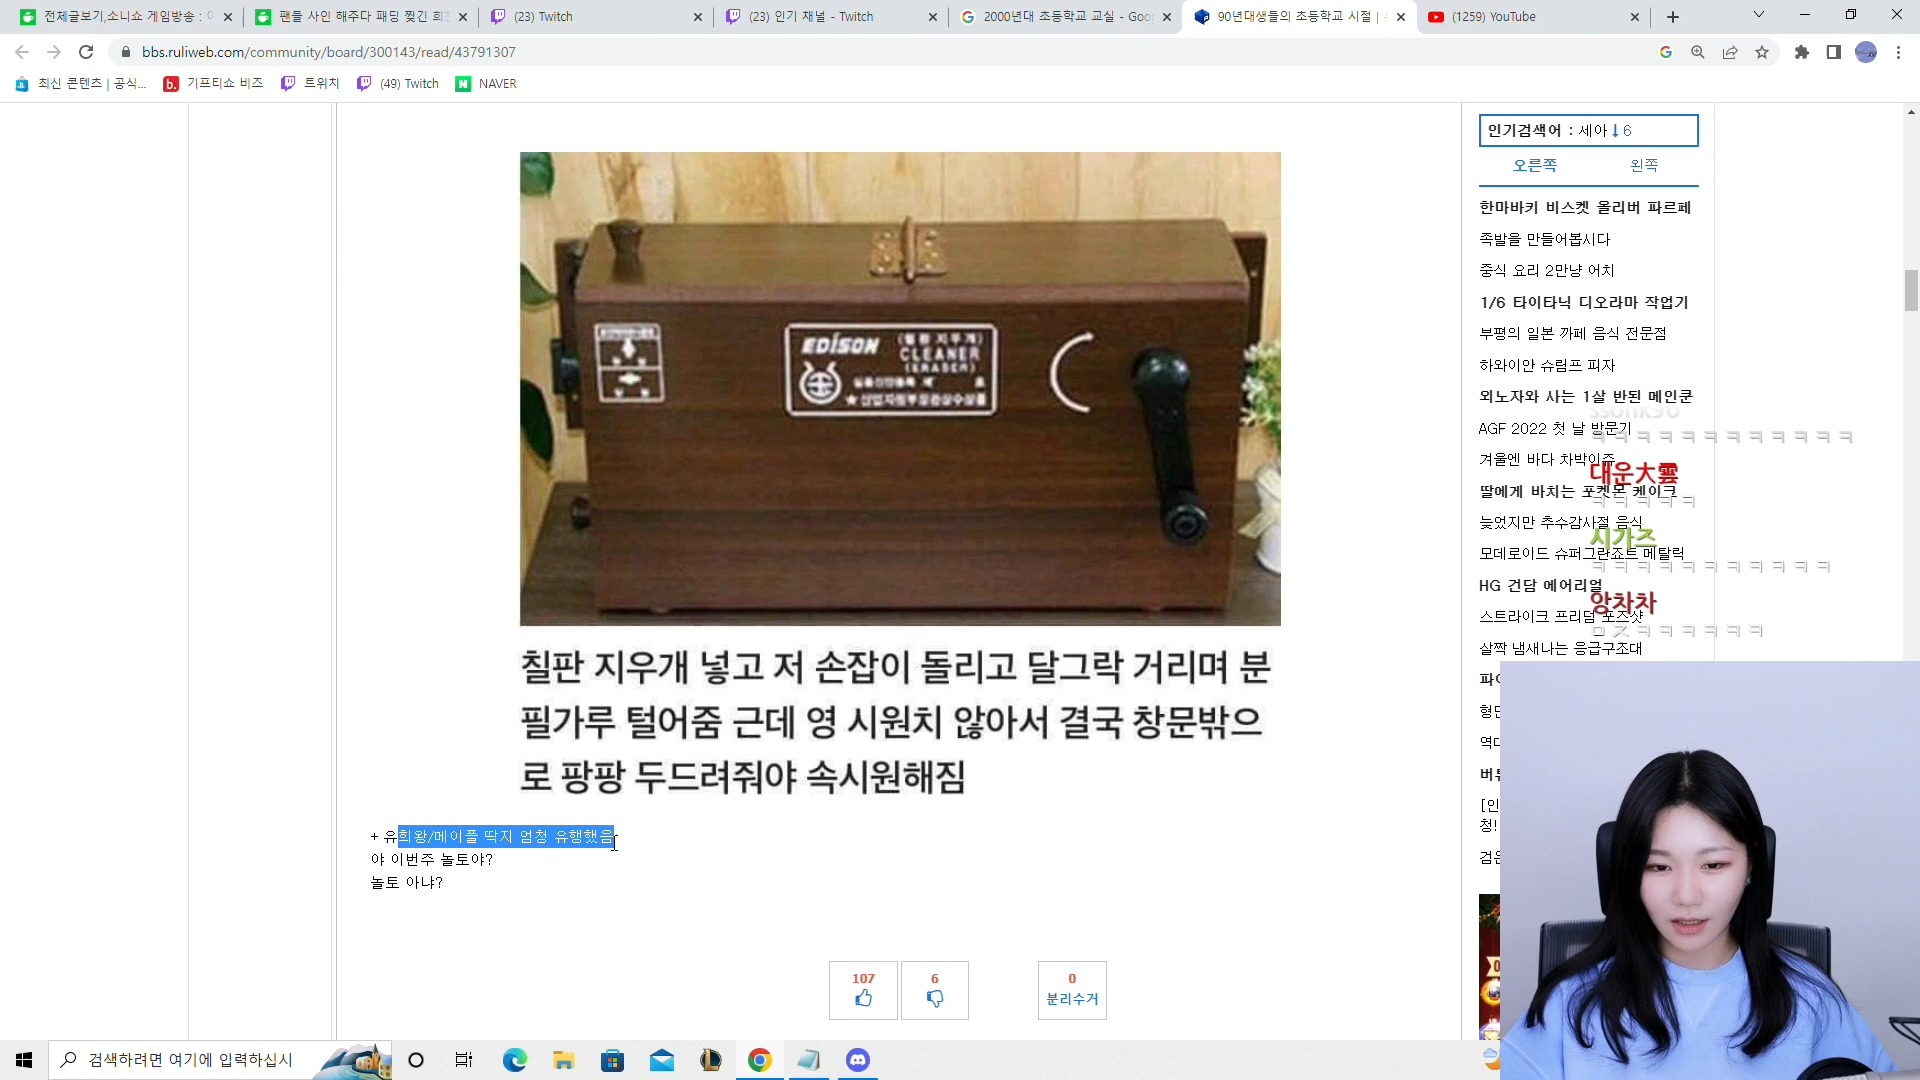 전체글보기,소니쇼 게임방송 :
팬들 사인 해주다 패딩 찢긴
(23) Twitch
(23) 인기 채널 - Twitch
2000년대 초등학교 교실 - Goo
90년대생들의 초등학교 시절 |
(1259) YouTube
bbs.ruliweb.com/community/board/300143/read/43791307
최신 콘텐츠 | 공식...
기프티쇼 비즈
트위치
(49) Twitch
NAVER
EDISON
(칠판 지우개)
CLEANER
(ERASER)
칠판 지우개 넣고 저 손잡이 돌리고 달그락 거리며 분
필가루 털어줌 근데 영 시원치 않아서 결국 창문밖으
로 팡팡 두드려줘야 속시원해짐
+ 유희왕/메이플 딱지 엄청 유행했음
야 이번주 놀토야?
놀토 아냐?
107
6
0
분리수거
인기검색어 : 세아 ↓ 6
오른쪽
왼쪽
한마바키 비스켓 올리버 파르페
족발을 만들어봅시다
중식 요리 2만냥 어치
1/6 타이타닉 디오라마 작업기
부평의 일본 까페 음식 전문점
하와이안 슈림프 피자
외노자와 사는 1살 반된 메인쿤
AGF 2022 첫 날 방문기
겨울엔 바다 차박이쥬
딸에게 바치는 포켓몬 케이크
늦었지만 추수감사절 음식
모데로이드 슈퍼그랑죠트 메탈릭
HG 건담 에어리얼
스트라이크 프리덤 포즈샷
살짝 냄새나는 응급구조대
ssonk96
ㅋㅋㅋㅋㅋㅋㅋㅋㅋㅋㅋㅋ
대운大雲
ㅋㅋㅋㅋㅋ
시가즈
ㅋㅋㅋㅋㅋㅋㅋㅋㅋㅋㅋ
앙차차
ㅁㅈㅋㅋㅋㅋㅋㅋ
검색하려면 여기에 입력하십시